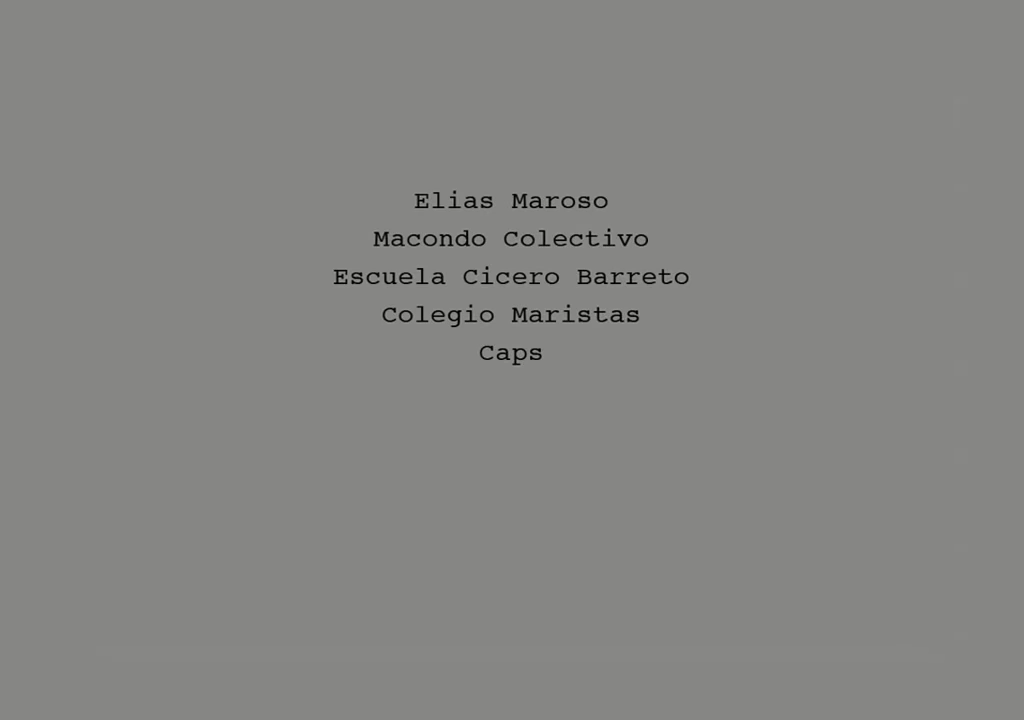 Elias Maroso
Macondo Colectivo
Escuela Cicero Barreto
Colegio Maristas
Caps